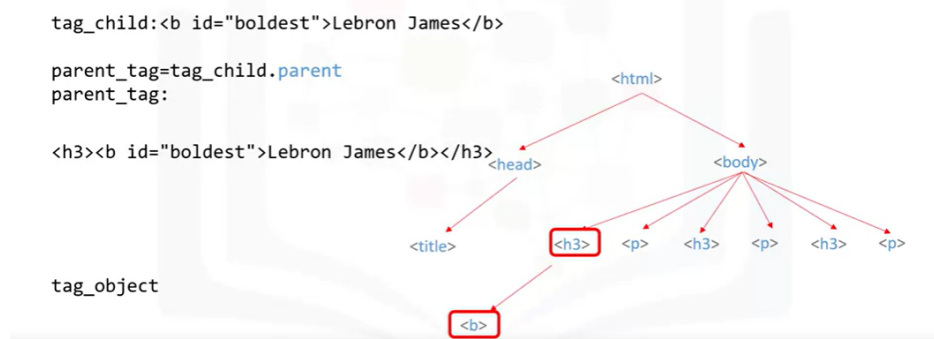 tag_child:<b id="boldest">Lebron James</b>
parent_tag=tag_child.parent
parent_tag:
<h3><b id="boldest">Lebron James</b></h3>
tag_object
<html>
<head>
<body>
<title>
<h3>
<p>
<h3>
<p>
<h3>
<p>
<b>